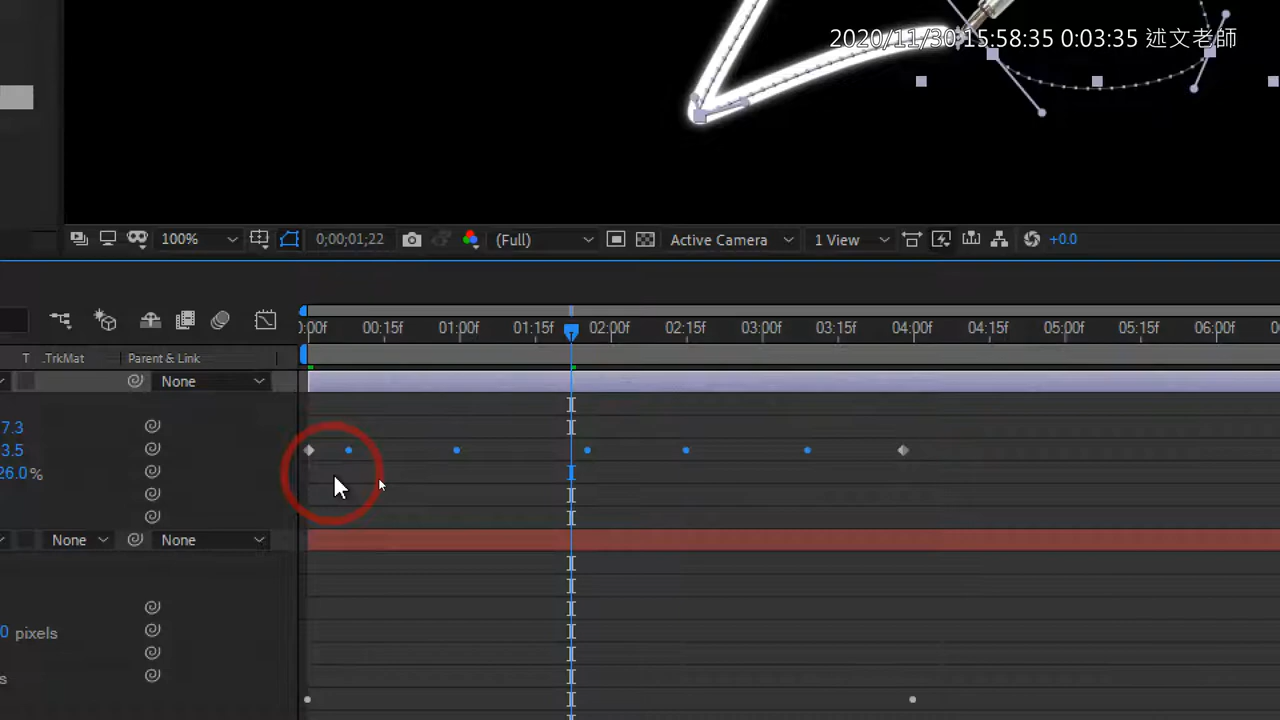 2020/11/30 15:58:35 0:03:35 述文老師
100% 0;00;01;22 (Full) Active Camera 1 View +0.0
0:00f 00:15f 01:00f 01:15f 02:00f 02:15f 03:00f 03:15f 04:00f 04:15f 05:00f 05:15f 06:00f
T .TrkMat Parent & Link
None
7.3
3.5
26.0 %
None None
0 pixels
s